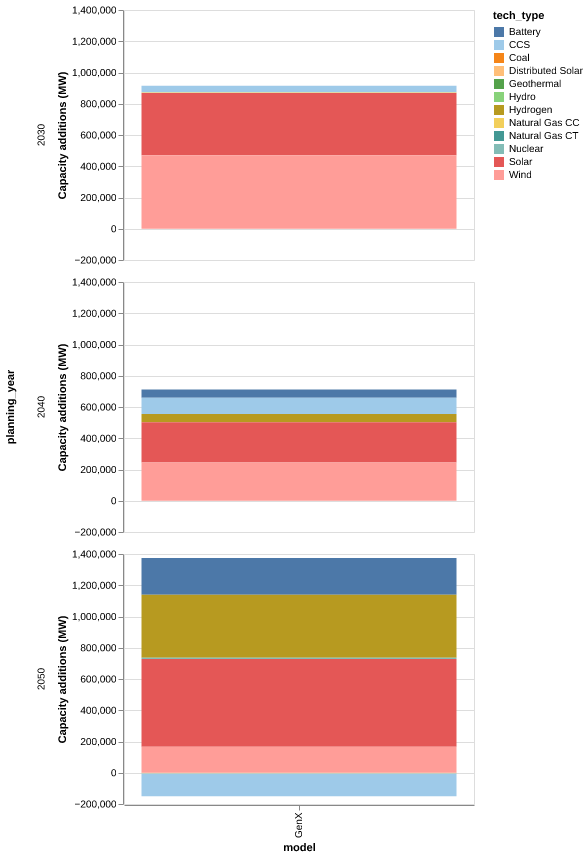 planning_year
2030
Capacity additions (MW)
1,400,000
1,200,000
1,000,000
800,000
600,000
400,000
200,000
0
−200,000
2040
Capacity additions (MW)
1,400,000
1,200,000
1,000,000
800,000
600,000
400,000
200,000
0
−200,000
2050
Capacity additions (MW)
1,400,000
1,200,000
1,000,000
800,000
600,000
400,000
200,000
0
−200,000
GenX
model
tech_type
Battery
CCS
Coal
Distributed Solar
Geothermal
Hydro
Hydrogen
Natural Gas CC
Natural Gas CT
Nuclear
Solar
Wind